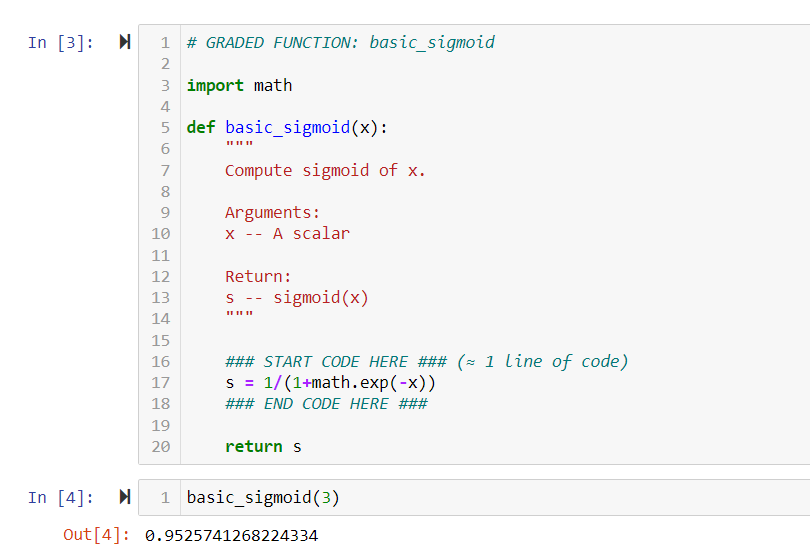 In [3]:
1 # GRADED FUNCTION: basic_sigmoid
2
3 import math
4
5 def basic_sigmoid(x):
6     """
7     Compute sigmoid of x.
8
9     Arguments:
10     x -- A scalar
11
12     Return:
13     s -- sigmoid(x)
14     """
15
16     ### START CODE HERE ### (≈ 1 line of code)
17     s = 1/(1+math.exp(-x))
18     ### END CODE HERE ###
19
20     return s
In [4]:
1 basic_sigmoid(3)
Out[4]: 0.9525741268224334